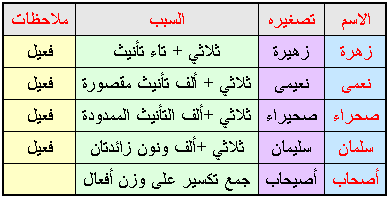 الاسم تصغيره السبب ملاحظات
زهرة زهيرة ثلاثي + تاء تأنيث فعيل
نعمى نعيمى ثلاثي + ألف تأنيث مقصورة فعيل
صحراء صحيراء ثلاثي +ألف التأنيث الممدودة فعيل
سلمان سليمان ثلاثي +ألف ونون زائدتان فعيل
أصحاب أصيحاب جمع تكسير على وزن أفعال